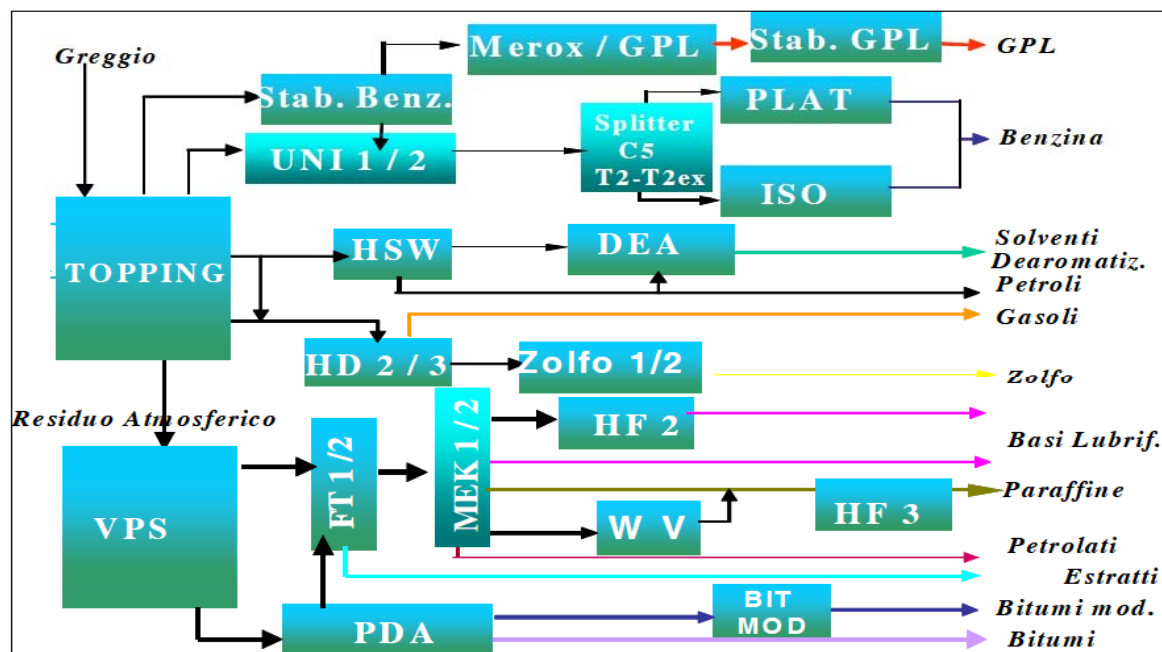 Greggio
Merox / GPL
Stab. GPL
GPL
Stab. Benz.
PLAT
UNI 1 / 2
Splitter
C5
T2-T2ex
Benzina
ISO
TOPPING
HSW
DEA
Solventi
Dearomatiz.
Petroli
Gasoli
HD 2 / 3
Zolfo 1/2
Zolfo
Residuo Atmosferico
FT 1/2
MEK 1/2
HF 2
Basi Lubrif.
Paraffine
VPS
W V
HF 3
Petrolati
Estratti
PDA
BIT
MOD
Bitumi mod.
Bitumi